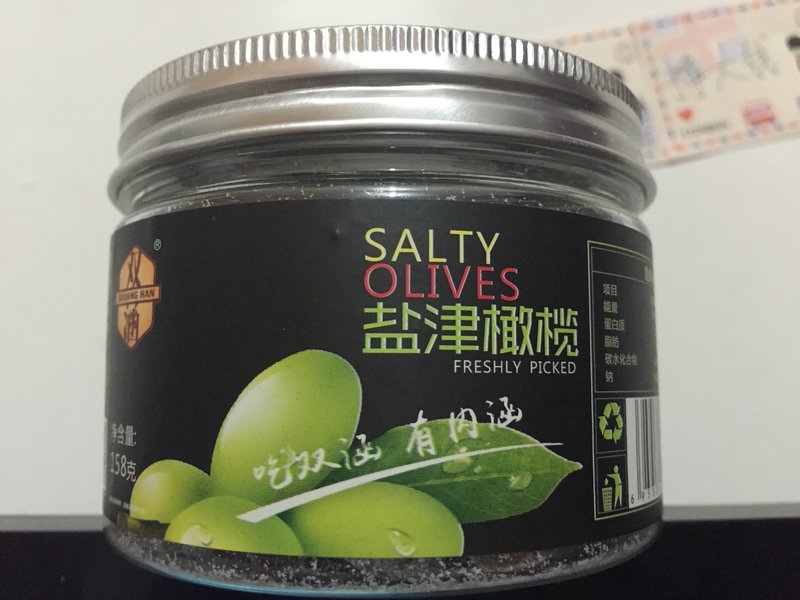 SALTY
OLIVES
盐津橄榄
FRESHLY PICKED
双涵
®
SHUANG HAN
吃双涵 有内涵
净含量:
158克
项目
能量
蛋白质
脂肪
碳水化合物
钠
6 95